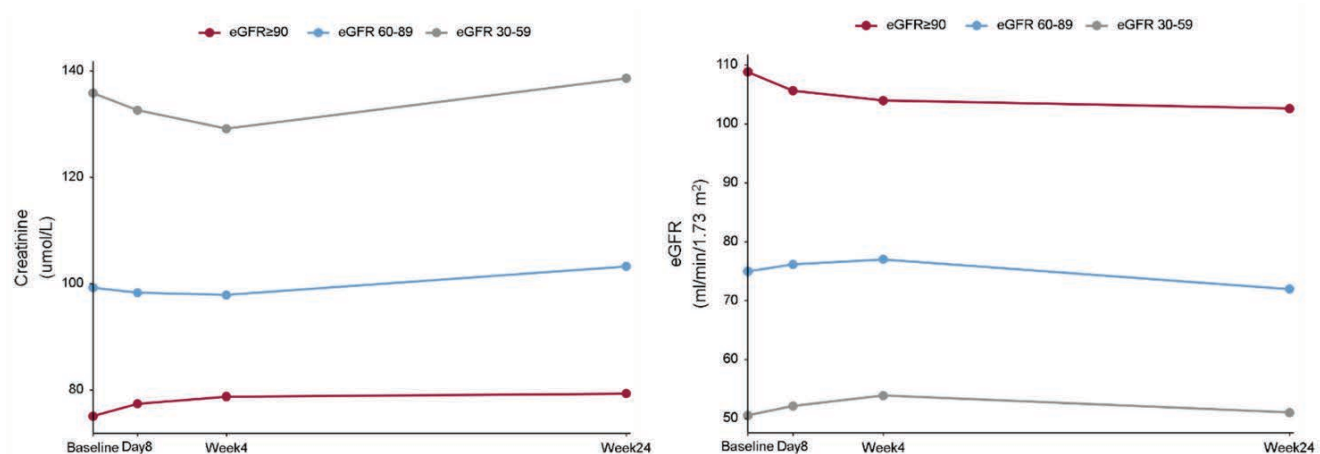 eGFR≥90 eGFR 60-89 eGFR 30-59
Creatinine
(umol/L)
140
120
100
80
Baseline Day8 Week4 Week24
eGFR≥90 eGFR 60-89 eGFR 30-59
eGFR
(ml/min/1.73 m²)
110
100
90
80
70
60
50
Baseline Day8 Week4 Week24